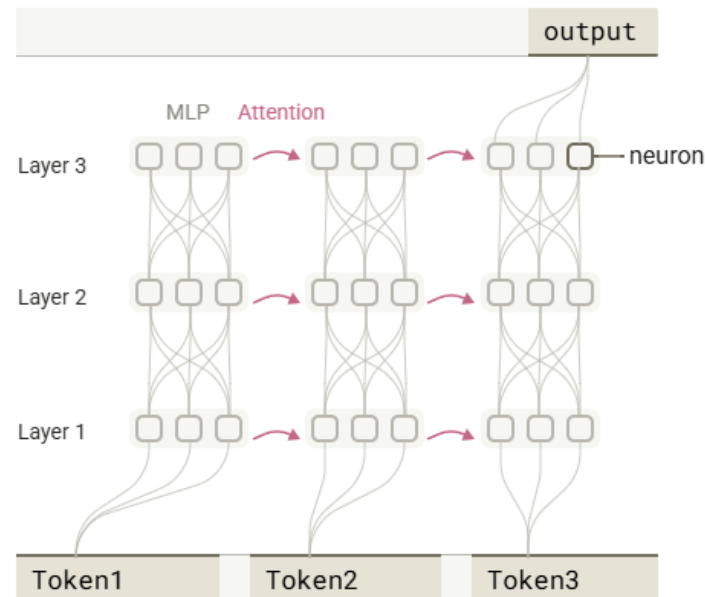 output
MLP Attention
Layer 3
neuron
Layer 2
Layer 1
Token1 Token2 Token3